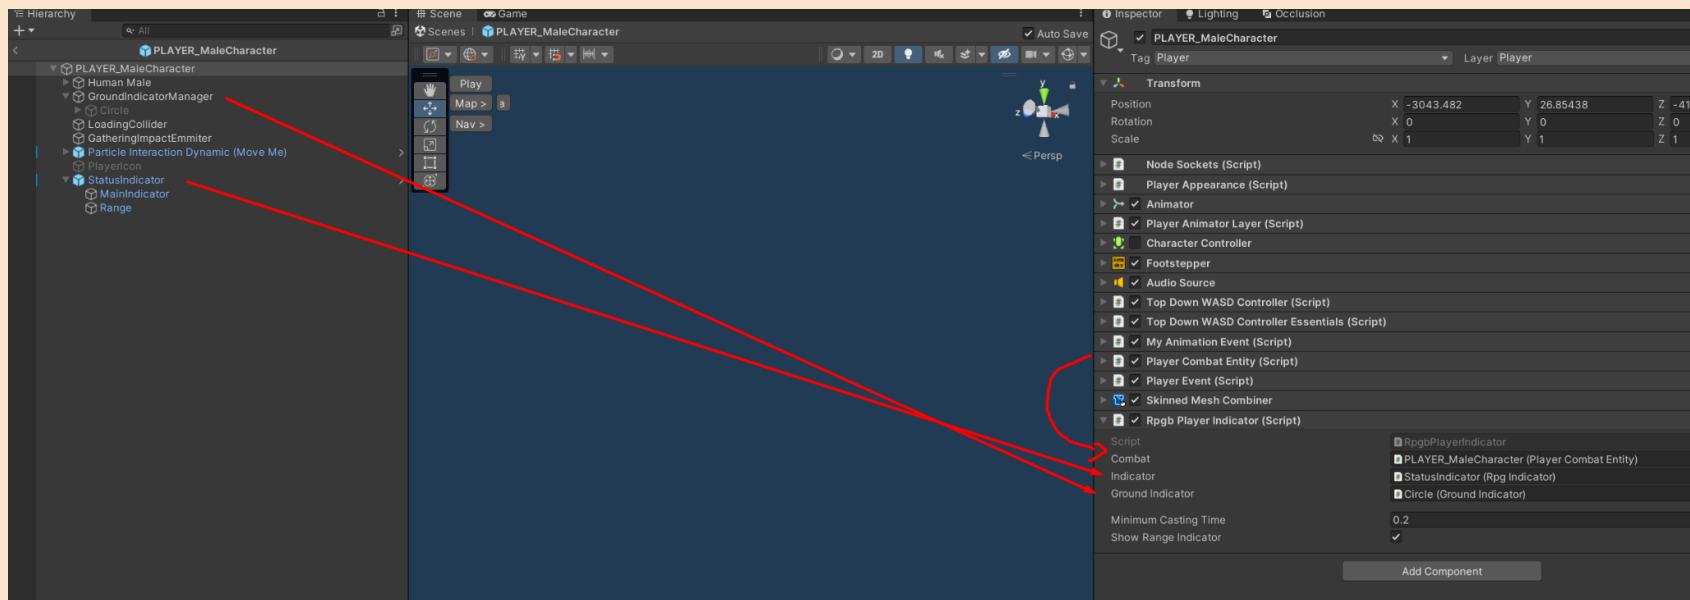 Hierarchy
All
PLAYER_MaleCharacter
PLAYER_MaleCharacter
Human Male
GroundIndicatorManager
Circle
LoadingCollider
GatheringImpactEmmiter
Particle Interaction Dynamic (Move Me)
PlayerIcon
StatusIndicator
MainIndicator
Range
Scene Game
Scenes | PLAYER_MaleCharacter Auto Save
2D
Play
Map > a
Nav >
y
z x
Persp
Inspector Lighting Occlusion
PLAYER_MaleCharacter
Tag Player Layer Player
Transform
Position X -3043.482 Y 26.85438 Z -41
Rotation X 0 Y 0 Z 0
Scale X 1 Y 1 Z 1
Node Sockets (Script)
Player Appearance (Script)
Animator
Player Animator Layer (Script)
Character Controller
Footstepper
Audio Source
Top Down WASD Controller (Script)
Top Down WASD Controller Essentials (Script)
My Animation Event (Script)
Player Combat Entity (Script)
Player Event (Script)
Skinned Mesh Combiner
Rpgb Player Indicator (Script)
Script RpgbPlayerIndicator
Combat PLAYER_MaleCharacter (Player Combat Entity)
Indicator StatusIndicator (Rpg Indicator)
Ground Indicator Circle (Ground Indicator)
Minimum Casting Time 0.2
Show Range Indicator
Add Component